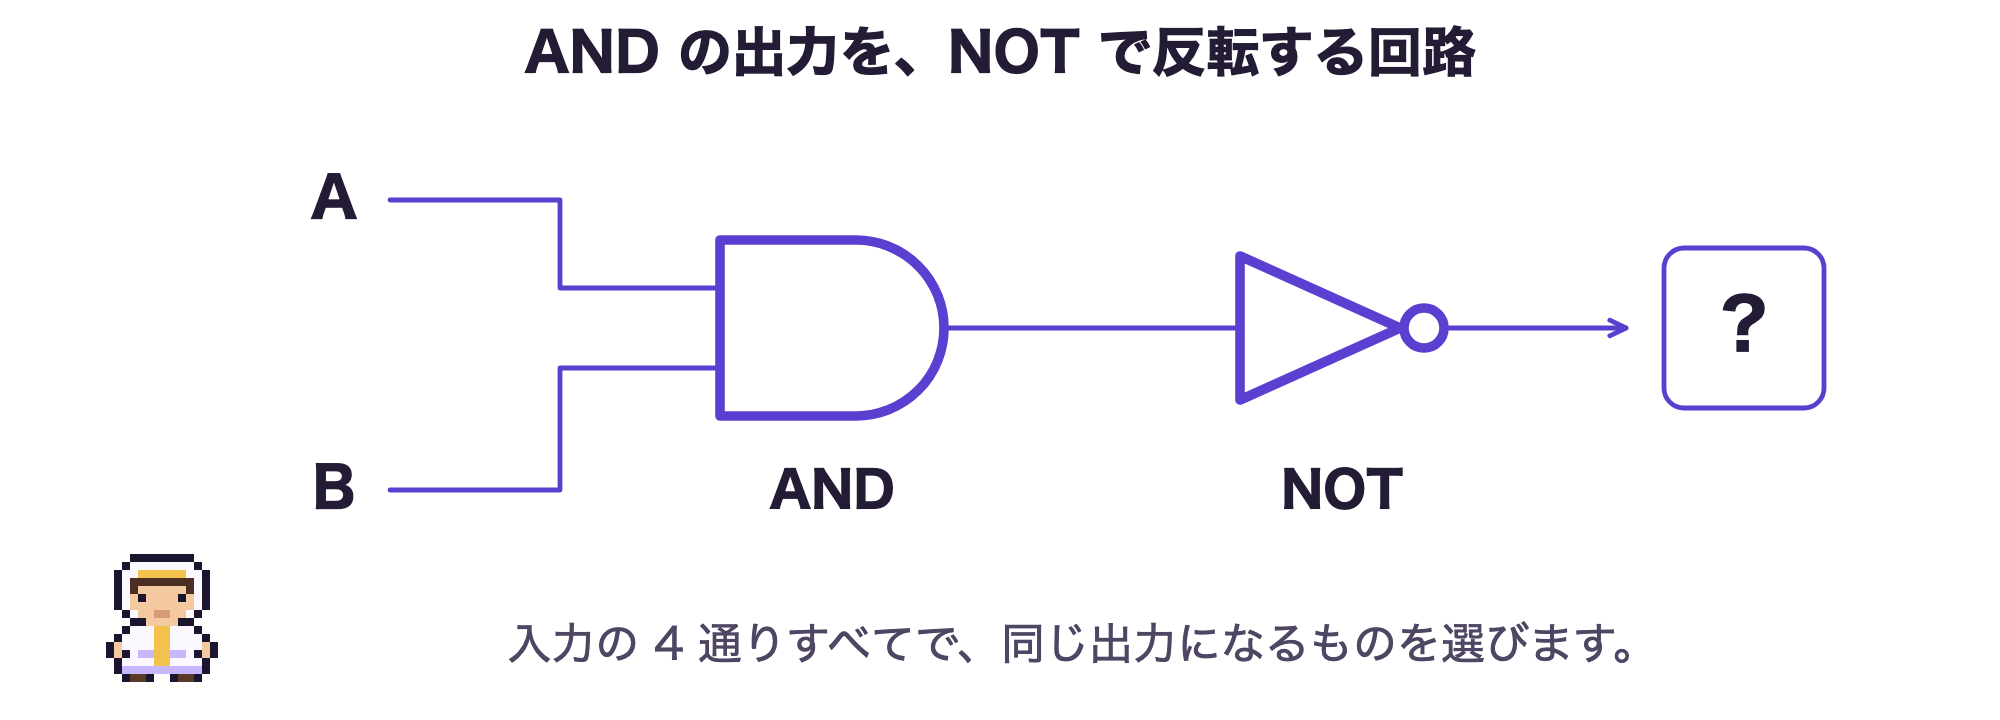 AND の出力を、NOT で反転する回路
A
B
AND
NOT
?
入力の 4 通りすべてで、同じ出力になるものを選びます。